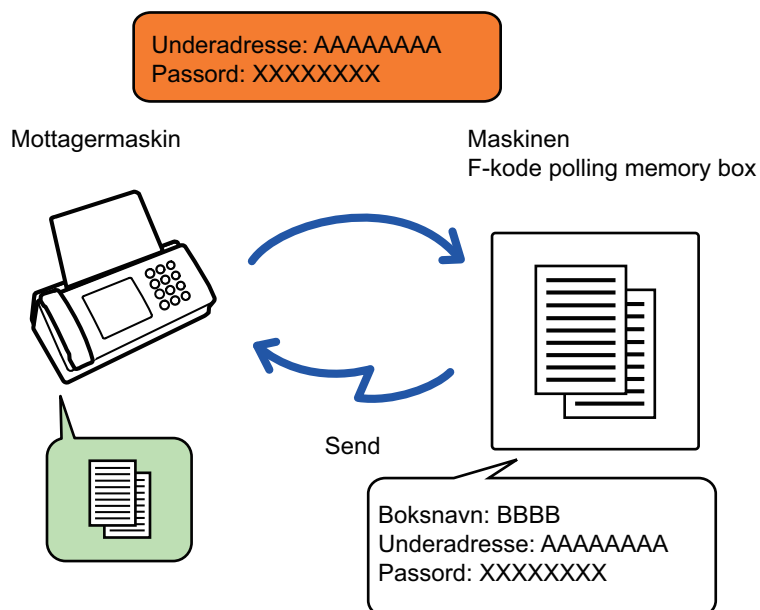 Underadresse: AAAAAAAA
Passord: XXXXXXXX
Mottagermaskin
Maskinen
F-kode polling memory box
Send
Boksnavn: BBBB
Underadresse: AAAAAAAA
Passord: XXXXXXXX